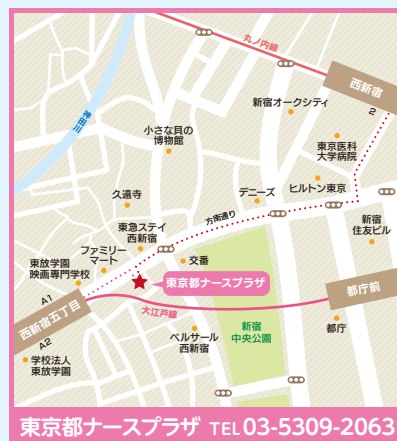 丸ノ内線
西新宿
2
神田川
新宿オークシティ
小さな貝の
博物館
東京医科
大学病院
久遠寺
デニーズ
ヒルトン東京
方南通り
東急ステイ
西新宿
新宿
住友ビル
ファミリー
マート
交番
東放学園
映画専門学校
東京都ナースプラザ
都庁前
A1
西新宿五丁目
大江戸線
A2
ベルサール
西新宿
新宿
中央公園
都庁
学校法人
東放学園
東京都ナースプラザ TEL 03-5309-2063